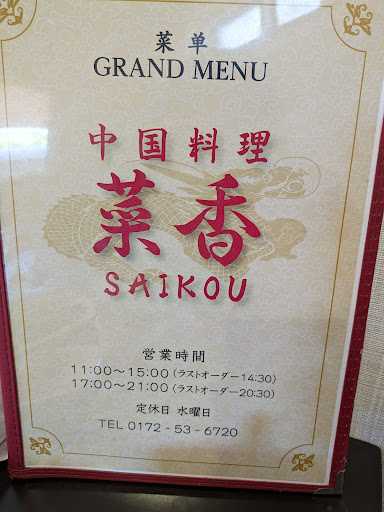 菜单
GRAND MENU
中国料理
菜香
SAIKOU
営業時間
11:00～15:00（ラストオーダー14:30）
17:00～21:00（ラストオーダー20:30）
定休日 水曜日
TEL 0172-53-6720